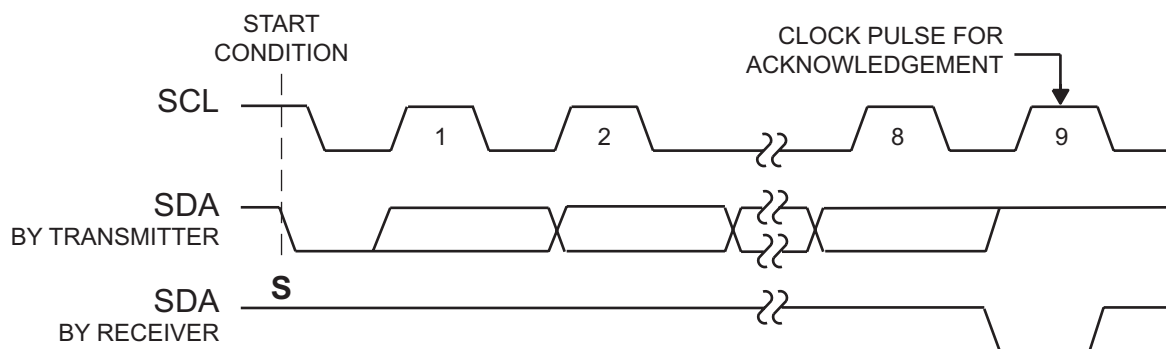 START
CONDITION
CLOCK PULSE FOR
ACKNOWLEDGEMENT
SCL
1
2
8
9
SDA
BY TRANSMITTER
S
SDA
BY RECEIVER